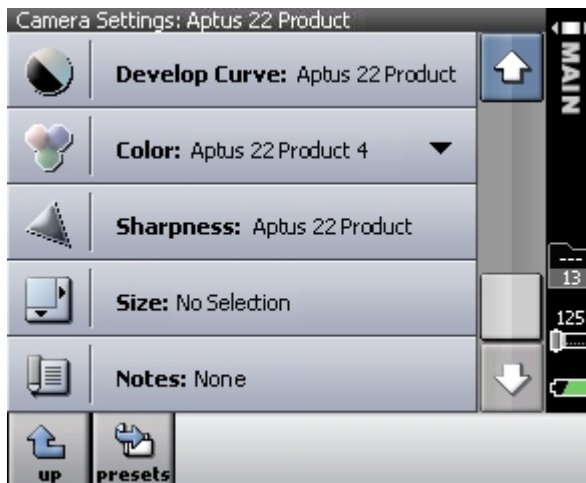 Camera Settings: Aptus 22 Product
Develop Curve: Aptus 22 Product
Color: Aptus 22 Product 4
Sharpness: Aptus 22 Product
Size: No Selection
Notes: None
MAIN
---
13
125
up
presets